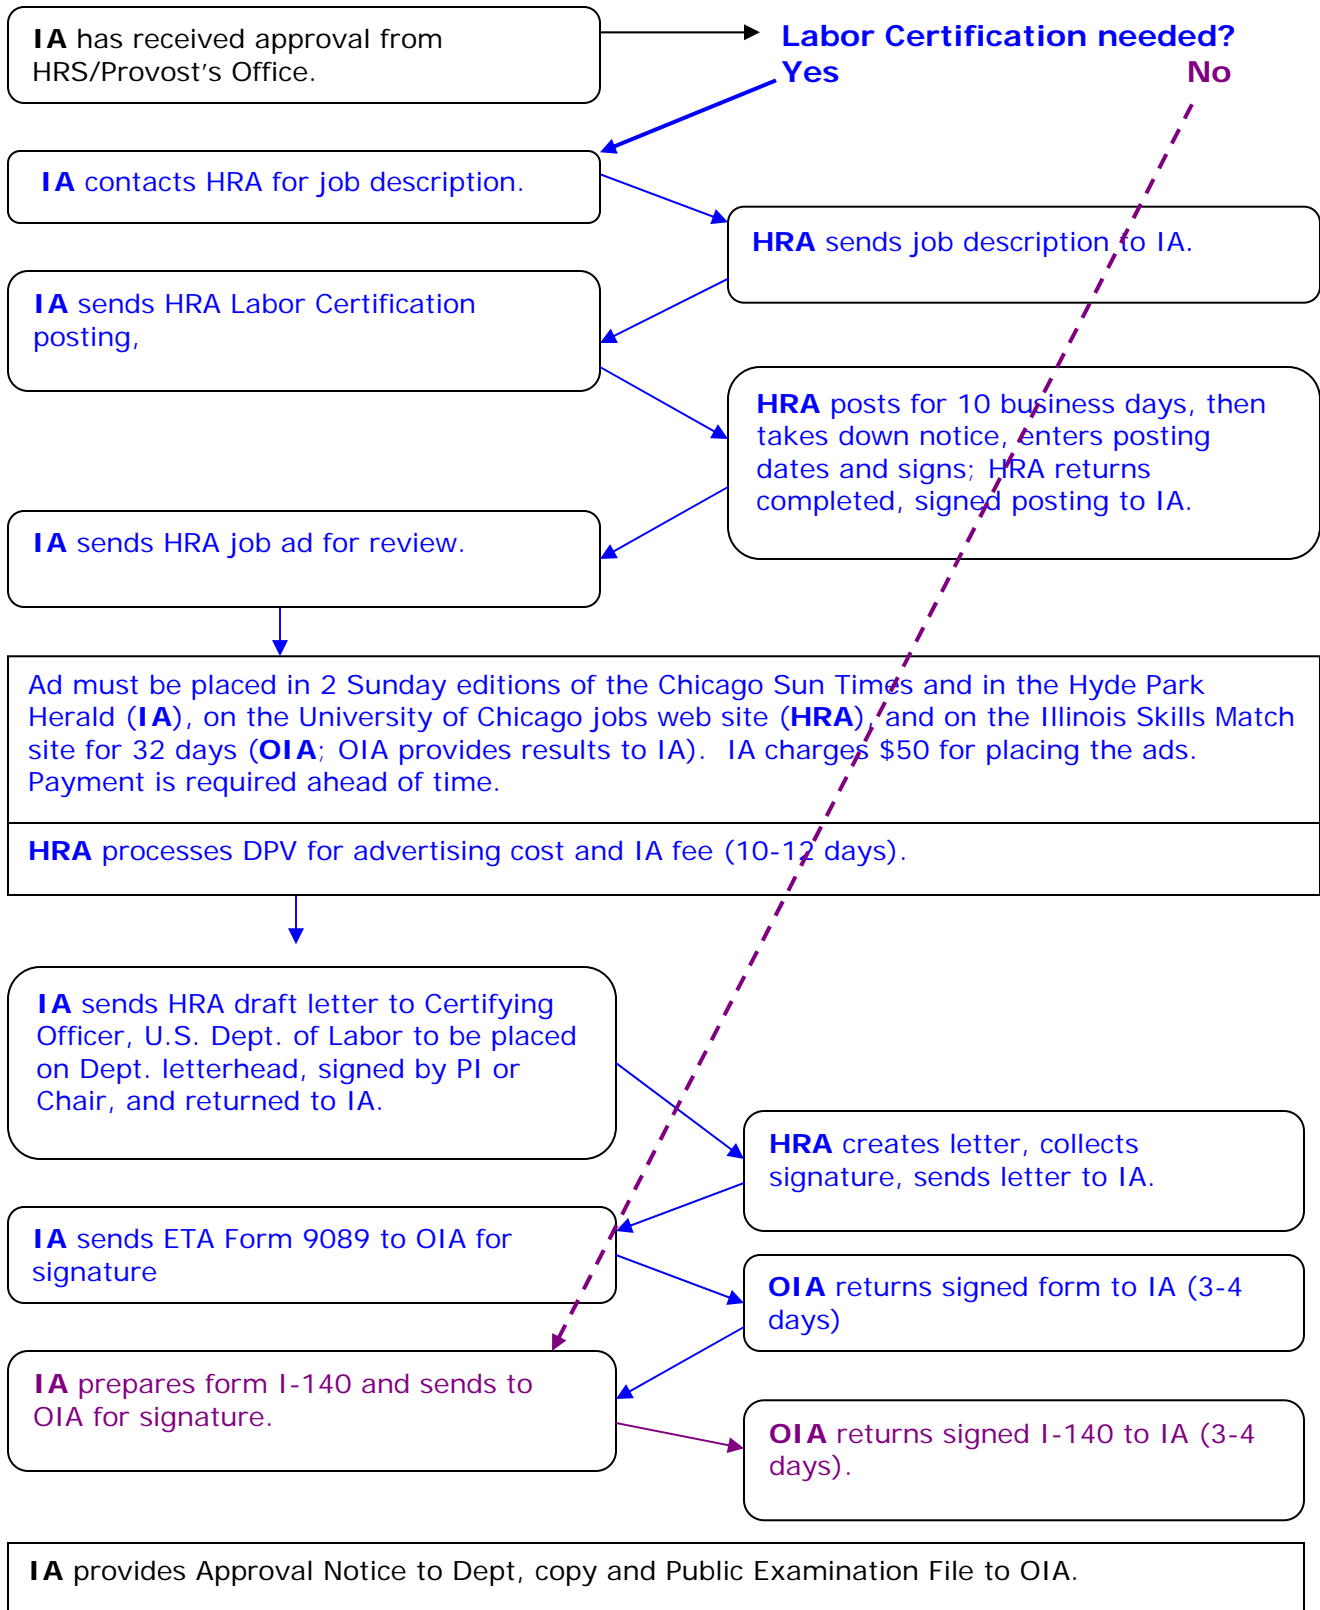 IA has received approval from
HRS/Provost's Office.
Labor Certification needed?
Yes No
IA contacts HRA for job description.
HRA sends job description to IA.
IA sends HRA Labor Certification
posting,
HRA posts for 10 business days, then
takes down notice, enters posting
dates and signs; HRA returns
completed, signed posting to IA.
IA sends HRA job ad for review.
Ad must be placed in 2 Sunday editions of the Chicago Sun Times and in the Hyde Park
Herald (IA), on the University of Chicago jobs web site (HRA), and on the Illinois Skills Match
site for 32 days (OIA; OIA provides results to IA).  IA charges $50 for placing the ads.
Payment is required ahead of time.
HRA processes DPV for advertising cost and IA fee (10-12 days).
IA sends HRA draft letter to Certifying
Officer, U.S. Dept. of Labor to be placed
on Dept. letterhead, signed by PI or
Chair, and returned to IA.
HRA creates letter, collects
signature, sends letter to IA.
IA sends ETA Form 9089 to OIA for
signature
OIA returns signed form to IA (3-4
days)
IA prepares form I-140 and sends to
OIA for signature.
OIA returns signed I-140 to IA (3-4
days).
IA provides Approval Notice to Dept, copy and Public Examination File to OIA.